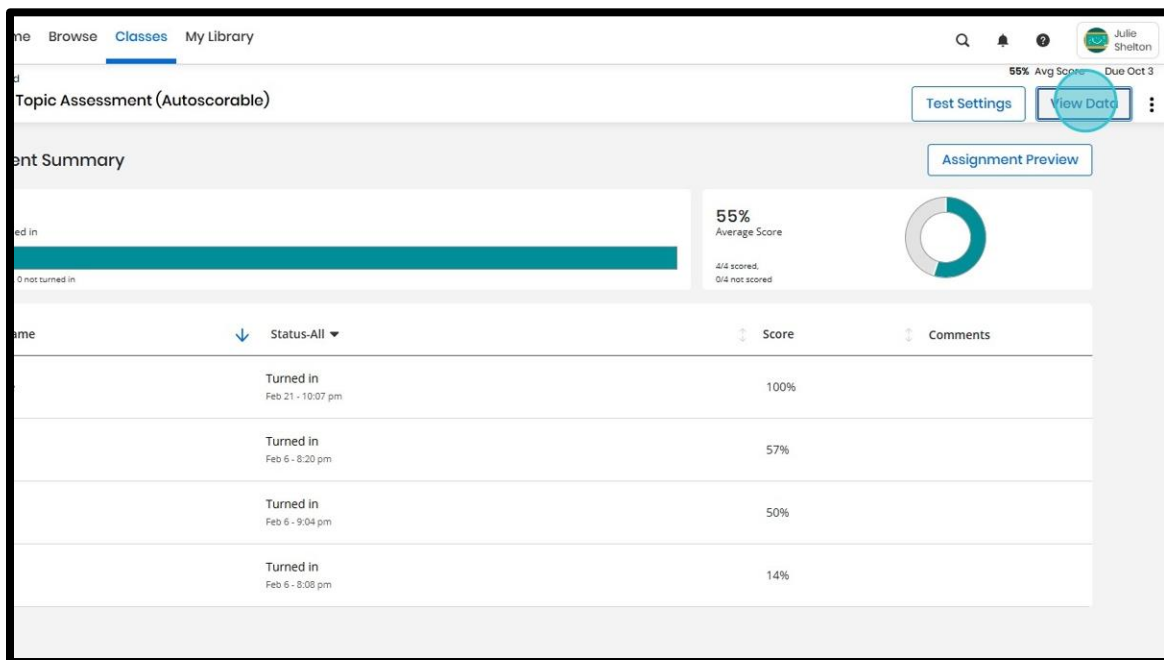 Browse Classes My Library
Julie
Shelton
55% Avg Score Due Oct 3
Topic Assessment (Autoscorable)
Test Settings View Data
Summary
Assignment Preview
ed in
0 not turned in
55%
Average Score
4/4 scored,
0/4 not scored
ame Status-All Score Comments
Turned in
Feb 21 - 10:07 pm
100%
Turned in
Feb 6 - 8:20 pm
57%
Turned in
Feb 6 - 9:04 pm
50%
Turned in
Feb 6 - 8:08 pm
14%